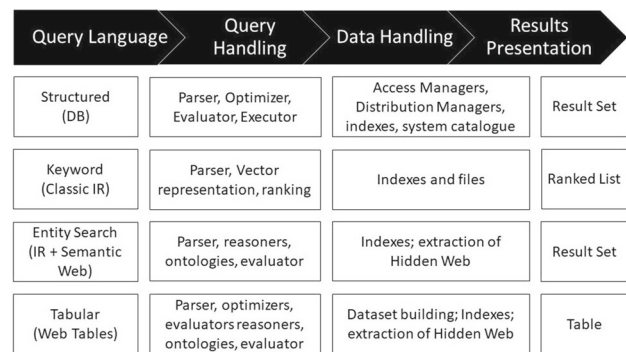 Query Language
Query
Handling
Data Handling
Results
Presentation
Structured
(DB)
Parser, Optimizer,
Evaluator, Executor
Access Managers,
Distribution Managers,
indexes, system catalogue
Result Set
Keyword
(Classic IR)
Parser, Vector
representation, ranking
Indexes and files
Ranked List
Entity Search
(IR + Semantic
Web)
Parser, reasoners,
ontologies, evaluator
Indexes; extraction of
Hidden Web
Result Set
Tabular
(Web Tables)
Parser, optimizers,
evaluators reasoners,
ontologies, evaluator
Dataset building; Indexes;
extraction of Hidden Web
Table